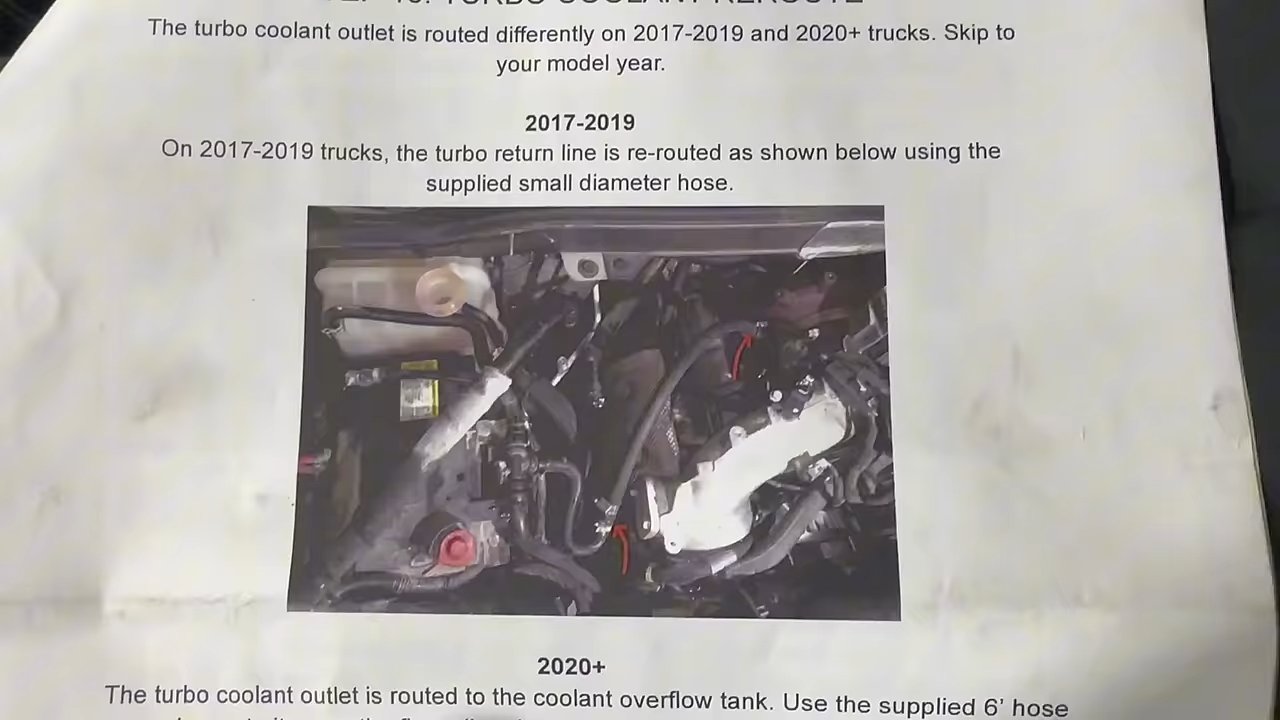 TURBO COOLANT REROUTE
The turbo coolant outlet is routed differently on 2017-2019 and 2020+ trucks. Skip to
your model year.
2017-2019
On 2017-2019 trucks, the turbo return line is re-routed as shown below using the
supplied small diameter hose.
2020+
The turbo coolant outlet is routed to the coolant overflow tank. Use the supplied 6' hose